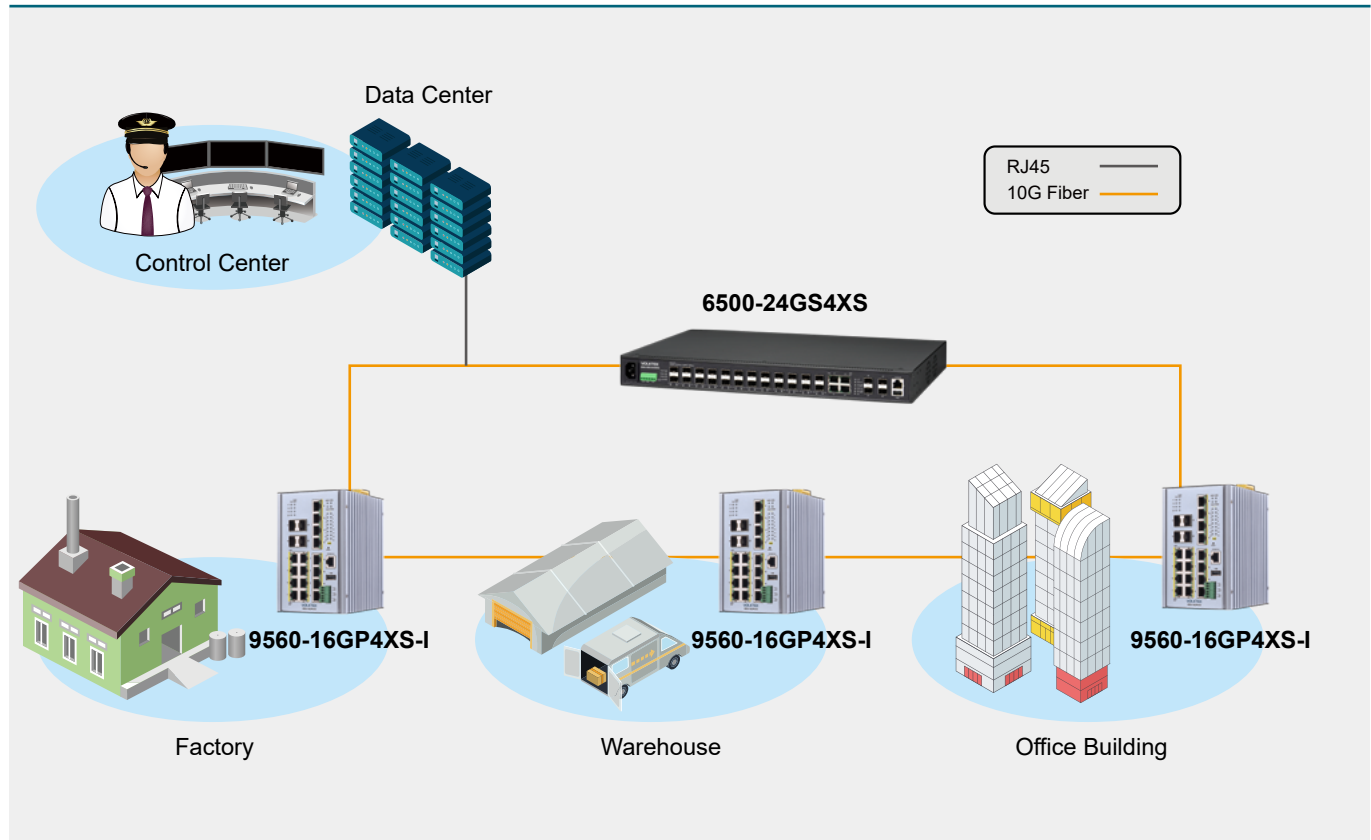 Data Center
Control Center
RJ45
10G Fiber
6500-24GS4XS
9560-16GP4XS-I
9560-16GP4XS-I
9560-16GP4XS-I
Factory
Warehouse
Office Building